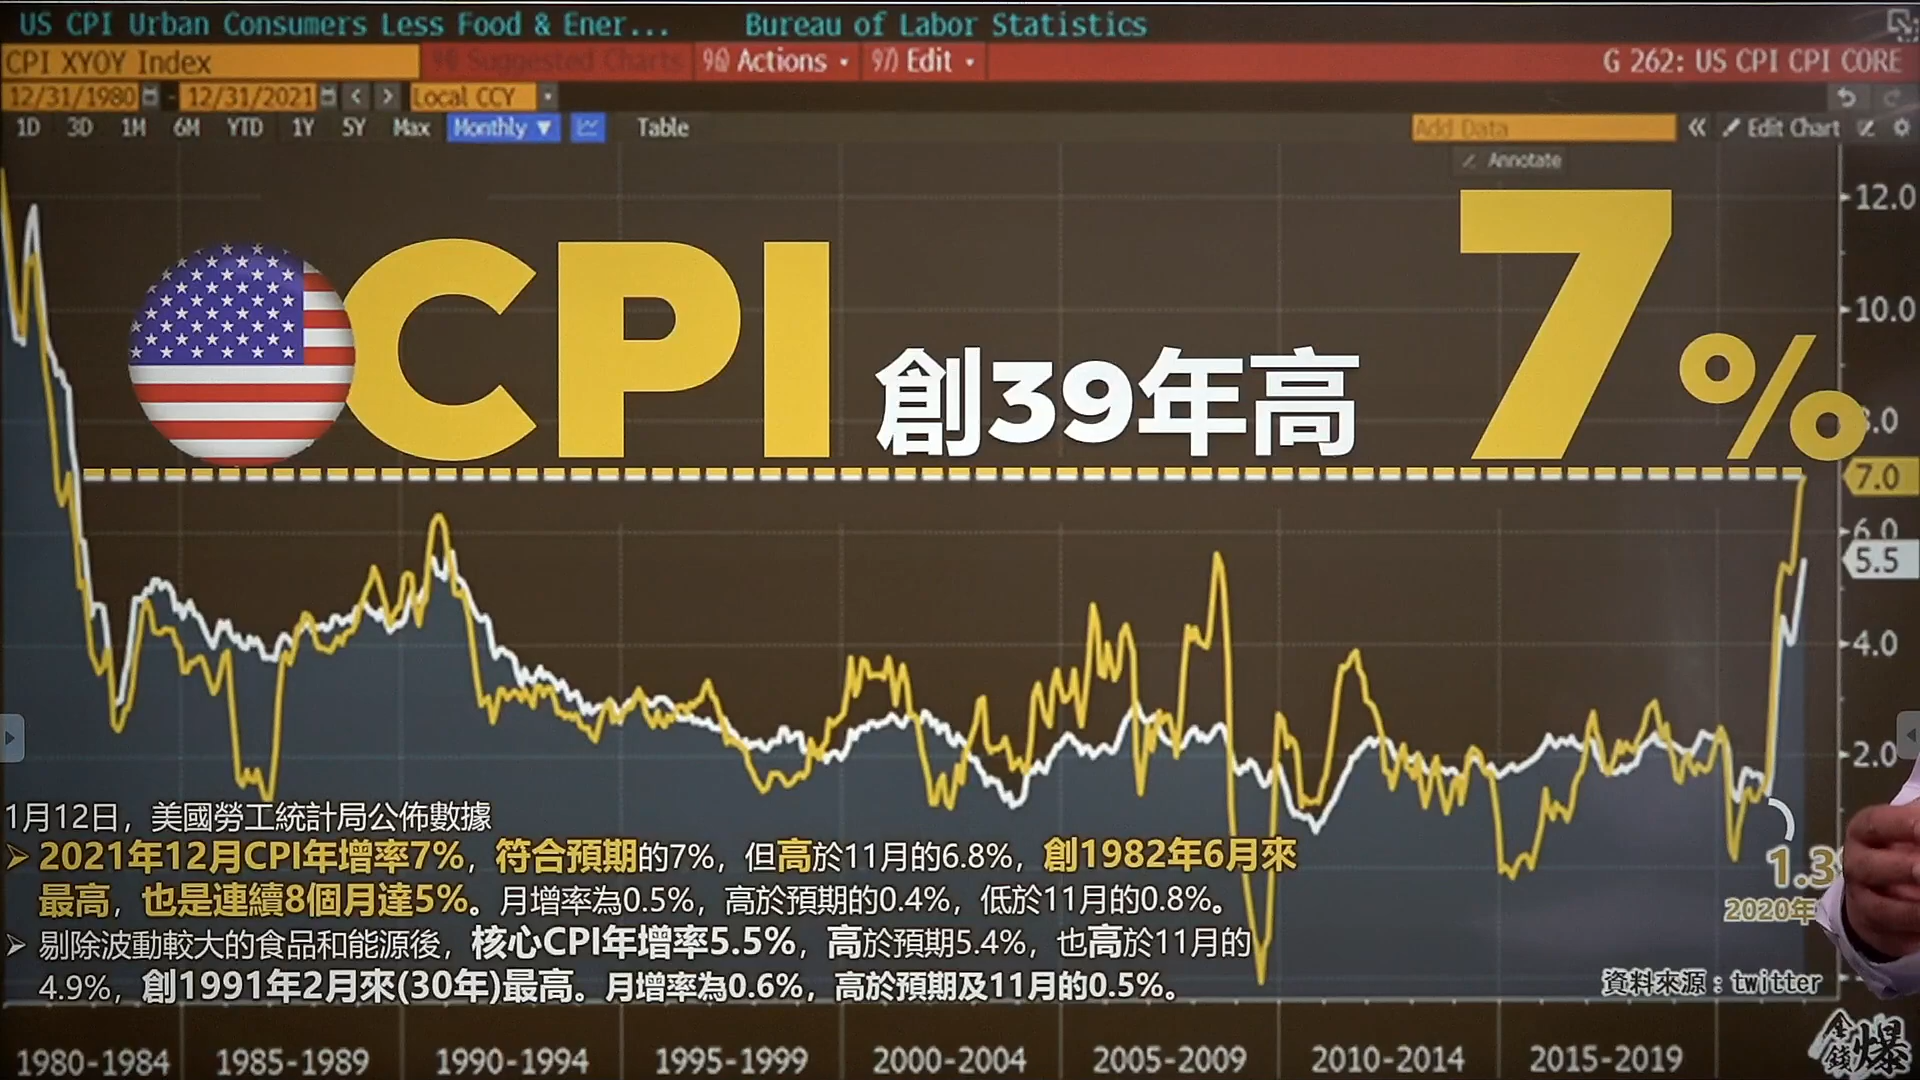 US CPI Urban Consumers Less Food & Ener... Bureau of Labor Statistics
CPI XYOY Index 96) Suggested Charts 96) Actions 97) Edit G 262: US CPI CPI CORE
12/31/1980 - 12/31/2021 < > Local CCY
1D 3D 1M 6M YTD 1Y 5Y Max Monthly ▼ Table Add Data « Edit Chart
Annotate
12.0
10.0
CPI 創39年高 7%
8.0
7.0
6.0
5.5
4.0
2.0
1月12日，美國勞工統計局公佈數據
➢ 2021年12月CPI年增率7%，符合預期的7%，但高於11月的6.8%，創1982年6月來
最高，也是連續8個月達5%。月增率為0.5%，高於預期的0.4%，低於11月的0.8%。
1.3
2020年
➢ 剔除波動較大的食品和能源後，核心CPI年增率5.5%，高於預期5.4%，也高於11月的
4.9%，創1991年2月來(30年)最高。月增率為0.6%，高於預期及11月的0.5%。
資料來源：twitter
1980-1984 1985-1989 1990-1994 1995-1999 2000-2004 2005-2009 2010-2014 2015-2019
金錢爆